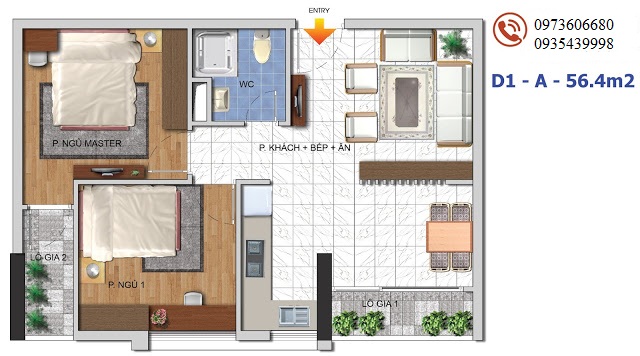 ENTRY
0973606680
0935439998
D1 - A - 56.4m2
WC
P. NGỦ MASTER
P. KHÁCH + BẾP + ĂN
LÔ GIA 2
P. NGỦ 1
LÔ GIA 1